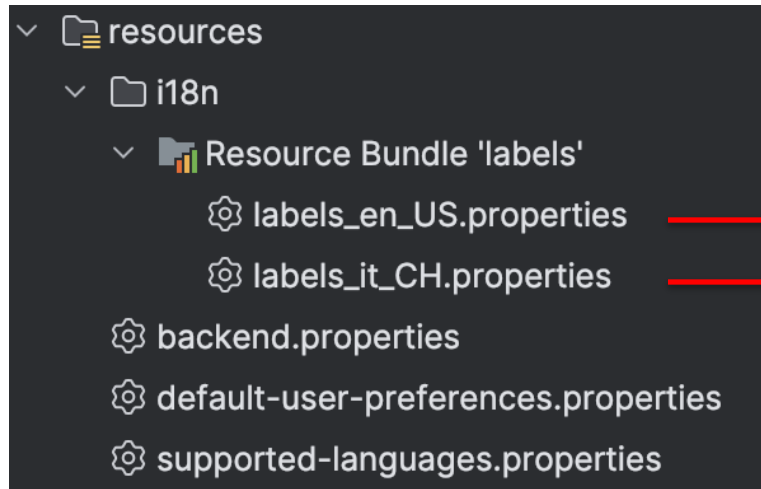 resources
i18n
Resource Bundle 'labels'
labels_en_US.properties
labels_it_CH.properties
backend.properties
default-user-preferences.properties
supported-languages.properties